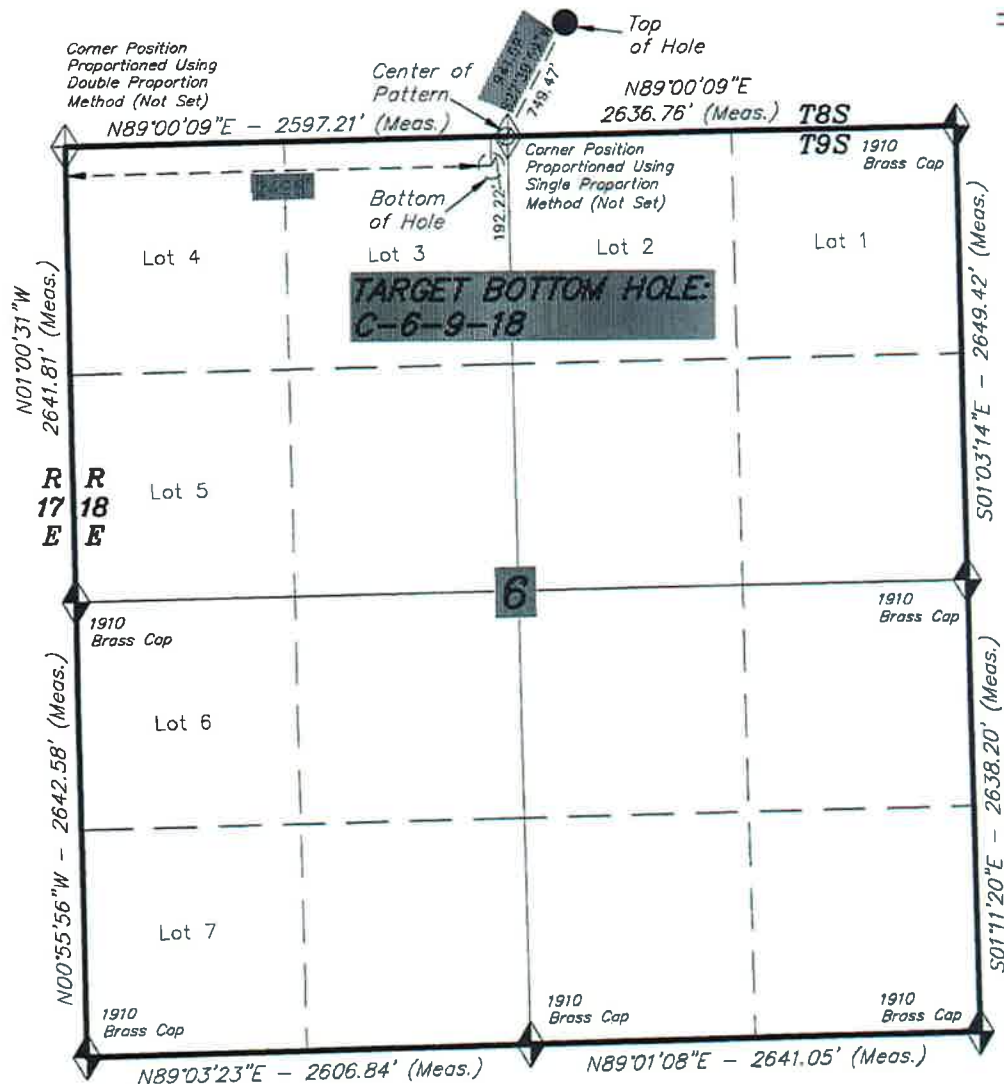 Corner Position
Proportioned Using
Double Proportion
Method (Not Set)
Center of
Pattern
Top
of Hole
749.47'
N89°00'09"E - 2597.21' (Meas.)
N89°00'09"E
2636.76' (Meas.)
T8S
T9S
1910
Brass Cap
Corner Position
Proportioned Using
Single Proportion
Method (Not Set)
Bottom
of Hole
192.22'
Lot 4
Lot 3
Lot 2
Lot 1
TARGET BOTTOM HOLE:
C-6-9-18
N01°00'31"W
2641.81' (Meas.)
S01°03'14"E - 2649.42' (Meas.)
R R
17 18
E E
Lot 5
6
1910
Brass Cap
1910
Brass Cap
Lot 6
N00°55'56"W - 2642.58' (Meas.)
S01°11'20"E - 2638.20' (Meas.)
Lot 7
1910
Brass Cap
1910
Brass Cap
1910
Brass Cap
N89°03'23"E - 2606.84' (Meas.)
N89°01'08"E - 2641.05' (Meas.)